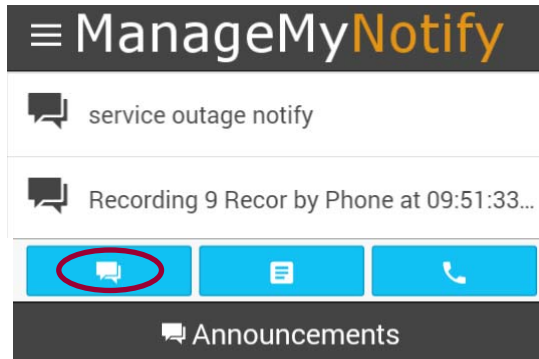 ManageMyNotify
service outage notify
Recording 9 Recor by Phone at 09:51:33...
Announcements